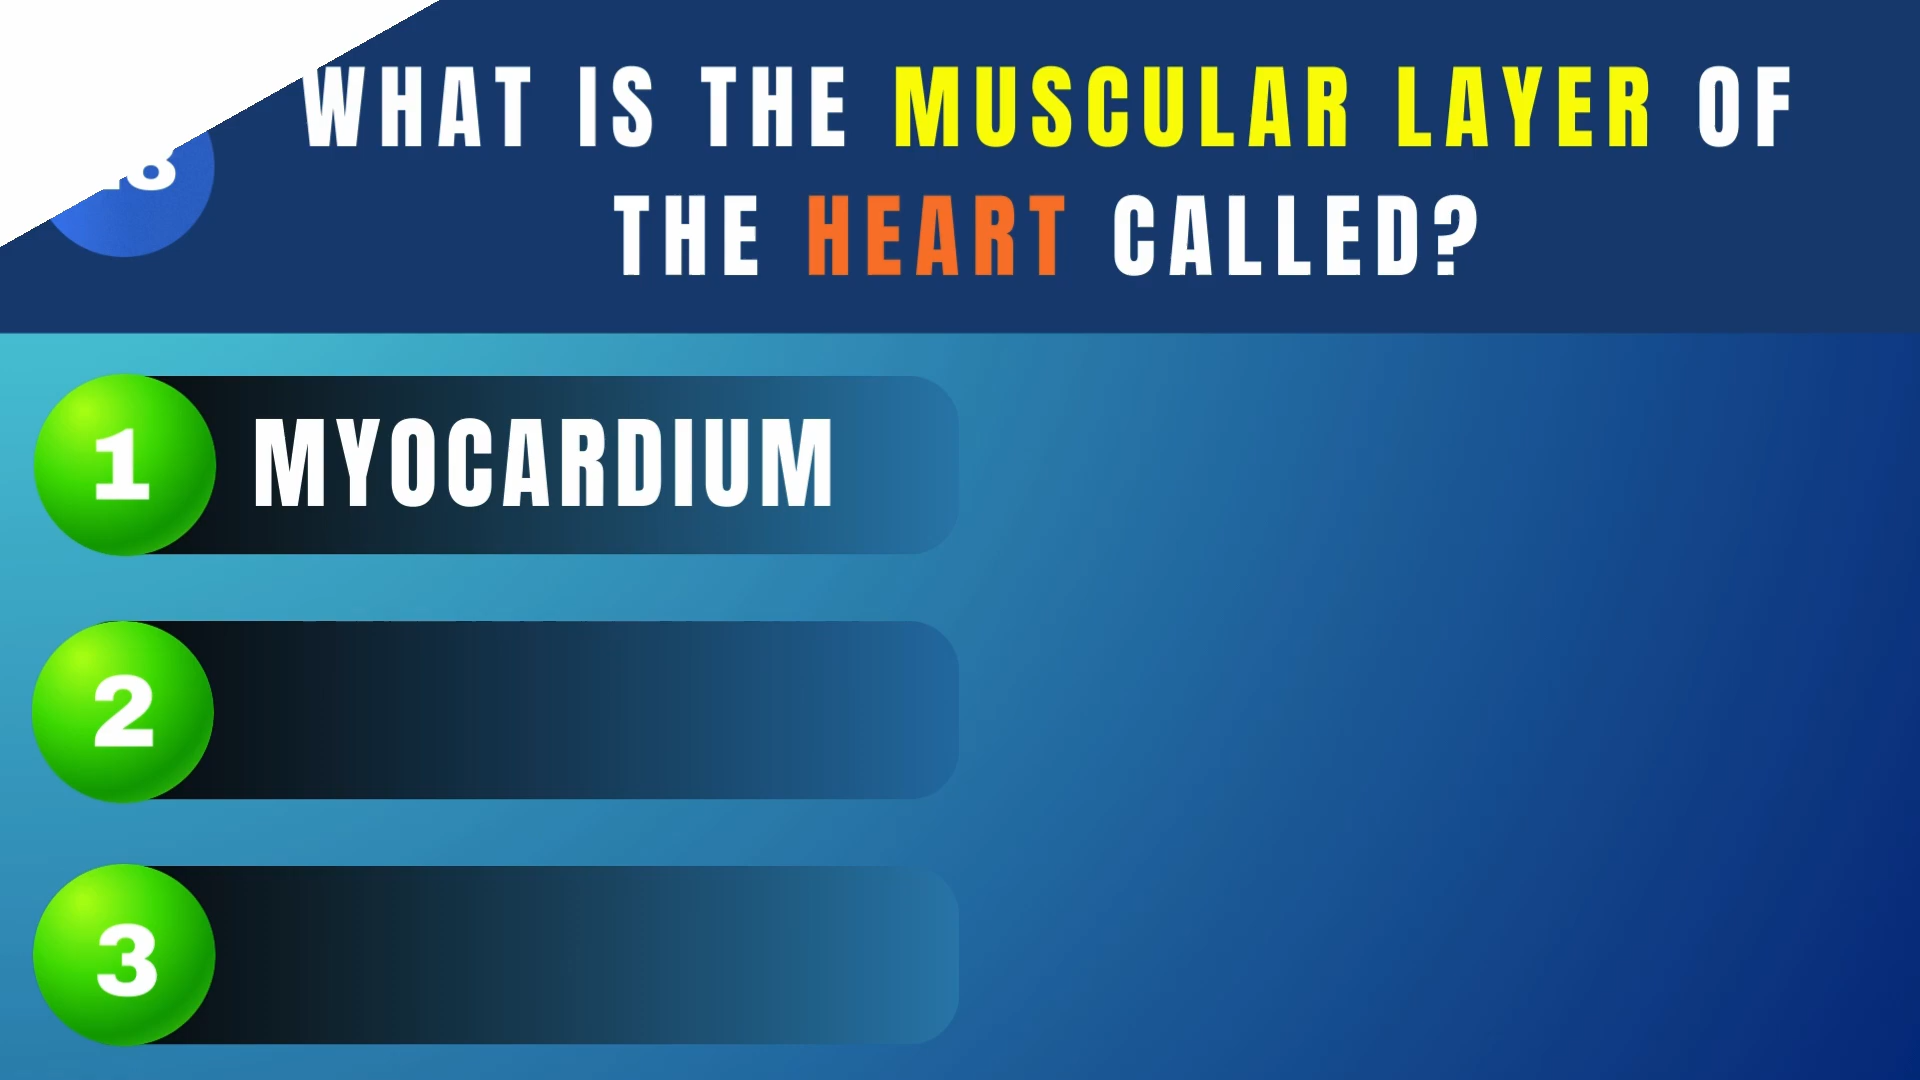 WHAT IS THE MUSCULAR LAYER OF
THE HEART CALLED?
1 MYOCARDIUM
2
3